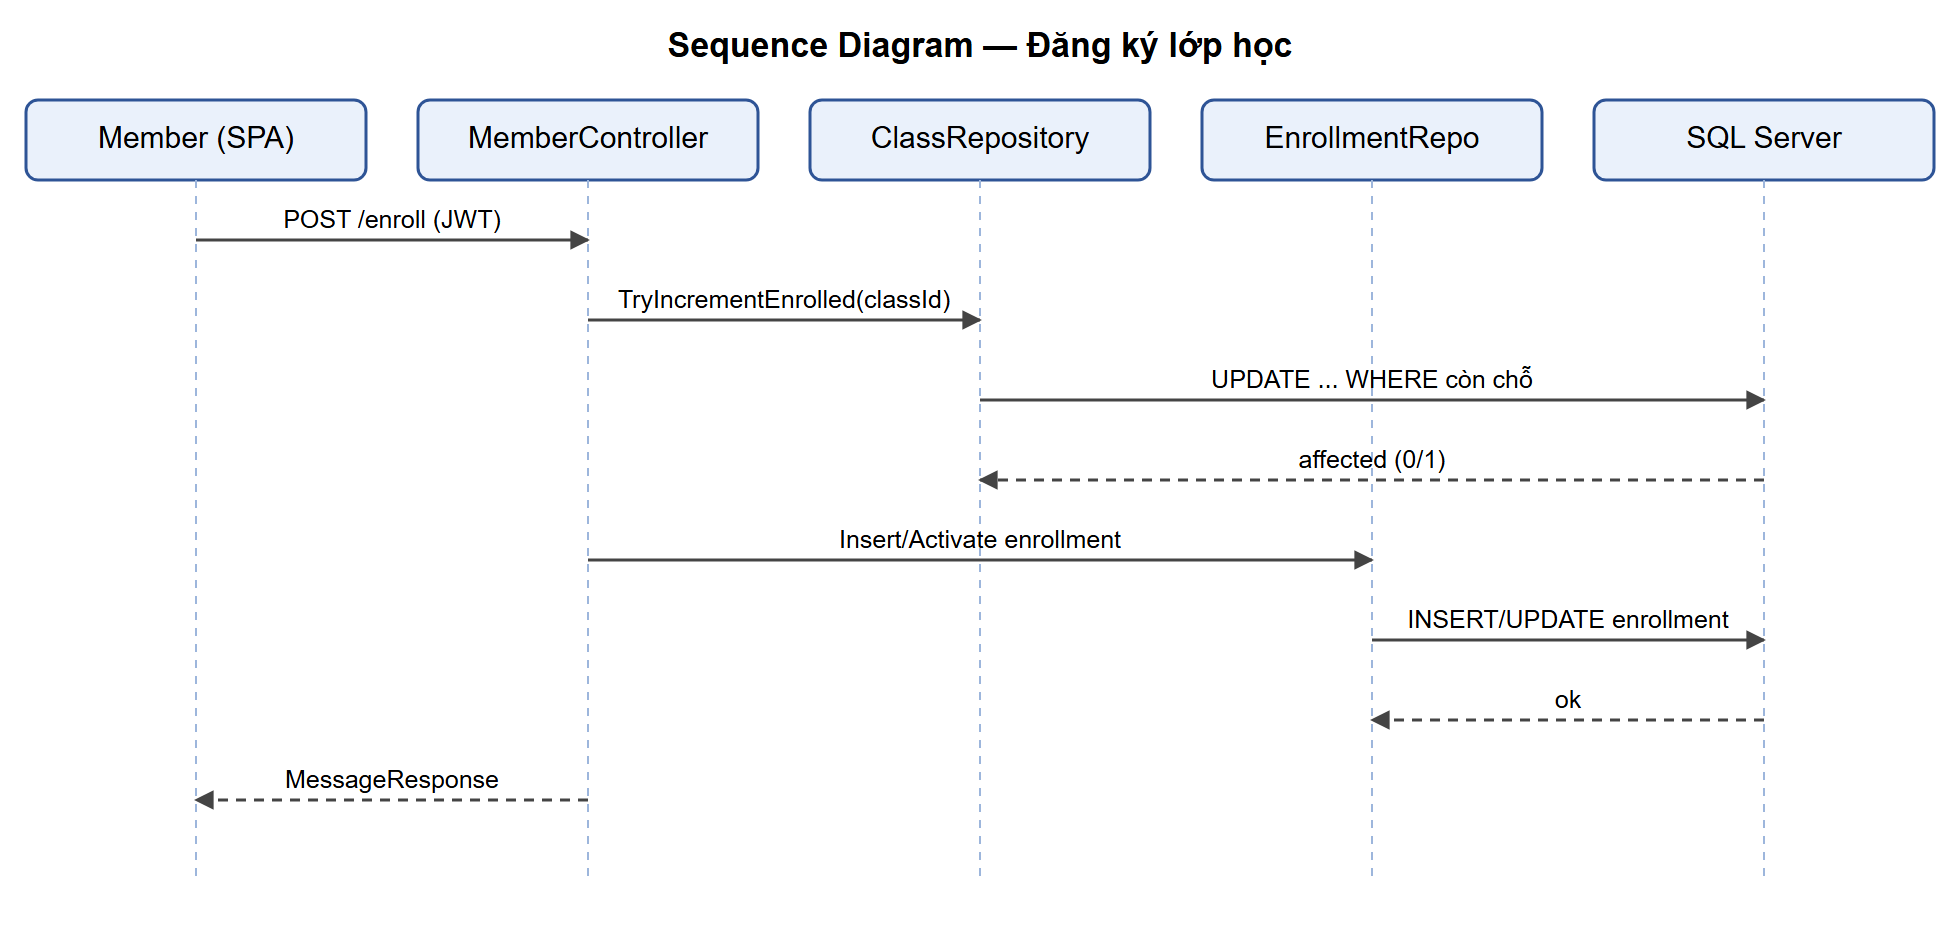 Sequence Diagram — Đăng ký lớp học
Member (SPA)
MemberController
ClassRepository
EnrollmentRepo
SQL Server
POST /enroll (JWT)
TryIncrementEnrolled(classId)
UPDATE ... WHERE còn chỗ
affected (0/1)
Insert/Activate enrollment
INSERT/UPDATE enrollment
ok
MessageResponse